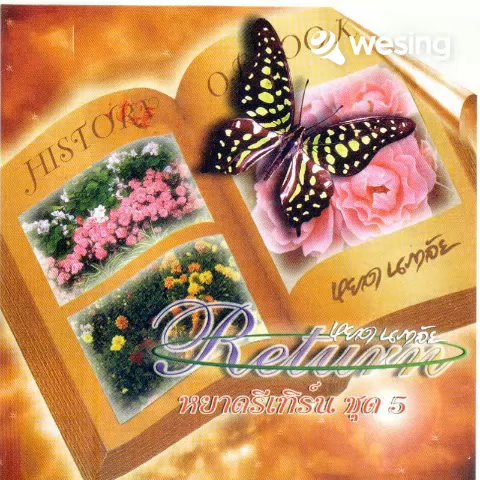 wesing
HISTORY OF BOOK
หยาด นภาลัย
หยาด นภาลัย
Return
หยาดรีเทิร์น ชุด 5